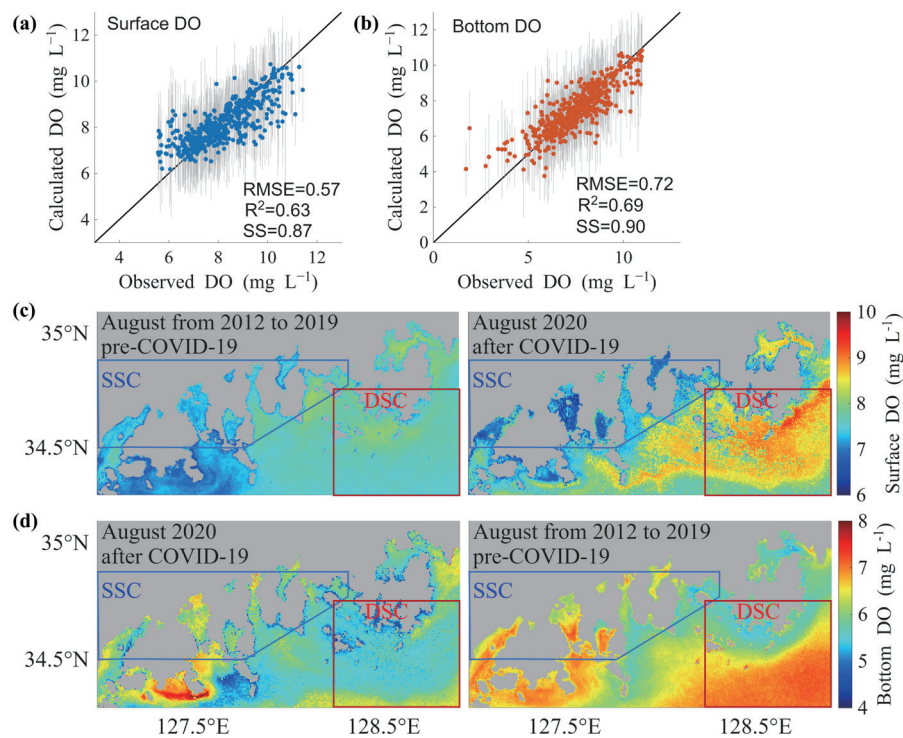 (a)
Surface DO
Calculated DO (mg L⁻¹)
12
10
8
6
4
RMSE=0.57
R²=0.63
SS=0.87
4 6 8 10 12
Observed DO (mg L⁻¹)
(b)
Bottom DO
Calculated DO (mg L⁻¹)
12
10
8
6
4
2
0
RMSE=0.72
R²=0.69
SS=0.90
0 5 10
Observed DO (mg L⁻¹)
(c)
35°N
34.5°N
August from 2012 to 2019
pre-COVID-19
SSC
DSC
August 2020
after COVID-19
SSC
DSC
10
9
8
7
6
Surface DO (mg L⁻¹)
(d)
35°N
34.5°N
August 2020
after COVID-19
SSC
DSC
August from 2012 to 2019
pre-COVID-19
SSC
DSC
8
7
6
5
4
Bottom DO (mg L⁻¹)
127.5°E 128.5°E 127.5°E 128.5°E